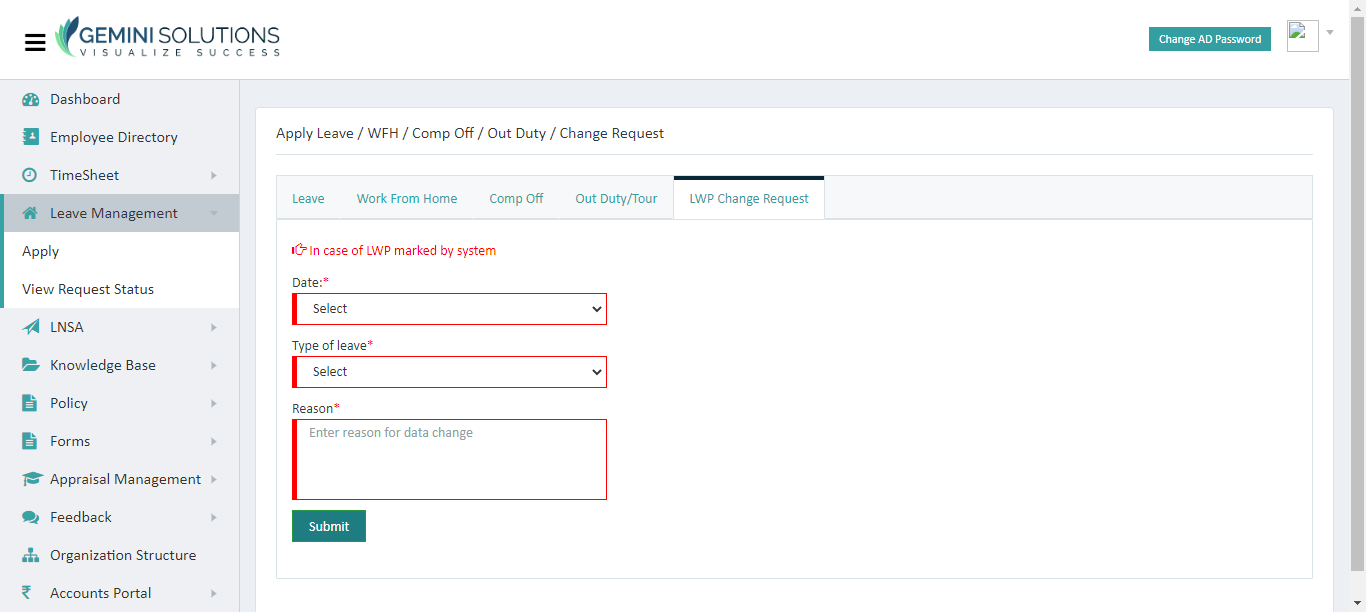 GEMINI SOLUTIONS
VISUALIZE SUCCESS
Change AD Password
Dashboard
Employee Directory
TimeSheet
Leave Management
Apply
View Request Status
LNSA
Knowledge Base
Policy
Forms
Appraisal Management
Feedback
Organization Structure
Accounts Portal
Apply Leave / WFH / Comp Off / Out Duty / Change Request
Leave Work From Home Comp Off Out Duty/Tour LWP Change Request
In case of LWP marked by system
Date:*
Select
Type of leave*
Select
Reason*
Enter reason for data change
Submit